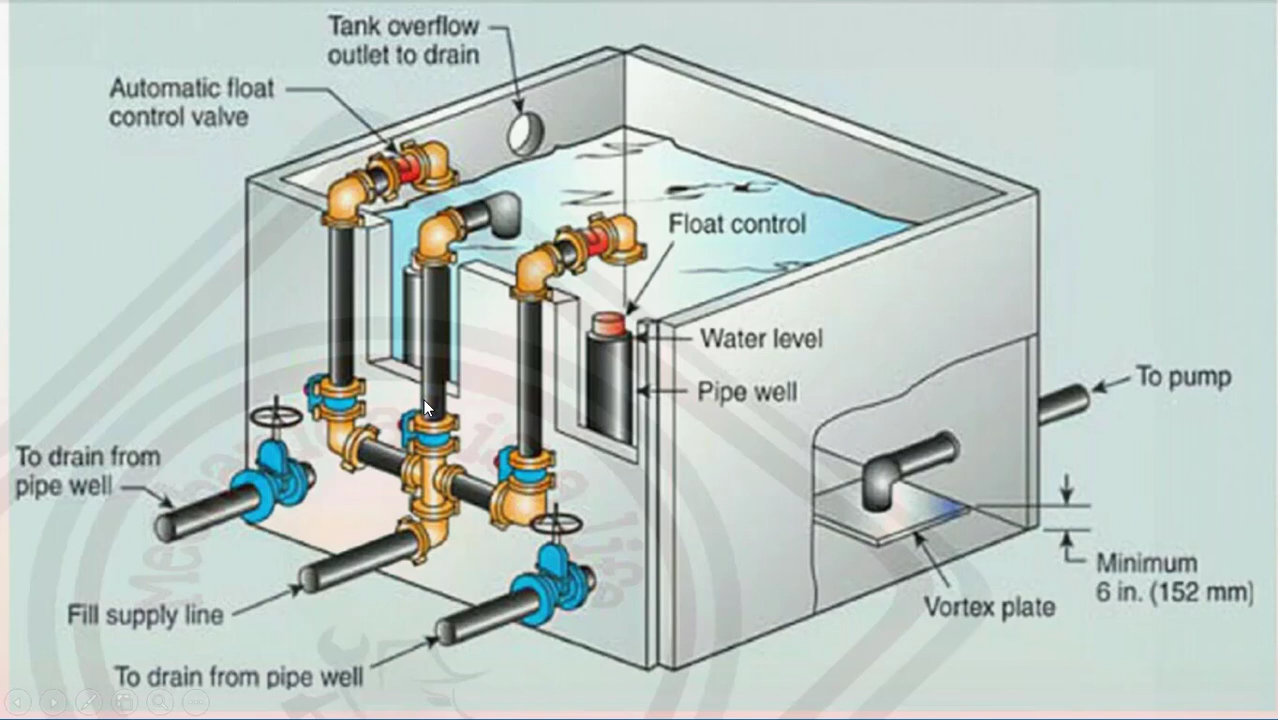 Tank overflow
outlet to drain
Automatic float
control valve
Float control
Water level
Pipe well
To pump
To drain from
pipe well
Minimum
6 in. (152 mm)
Vortex plate
Fill supply line
To drain from pipe well